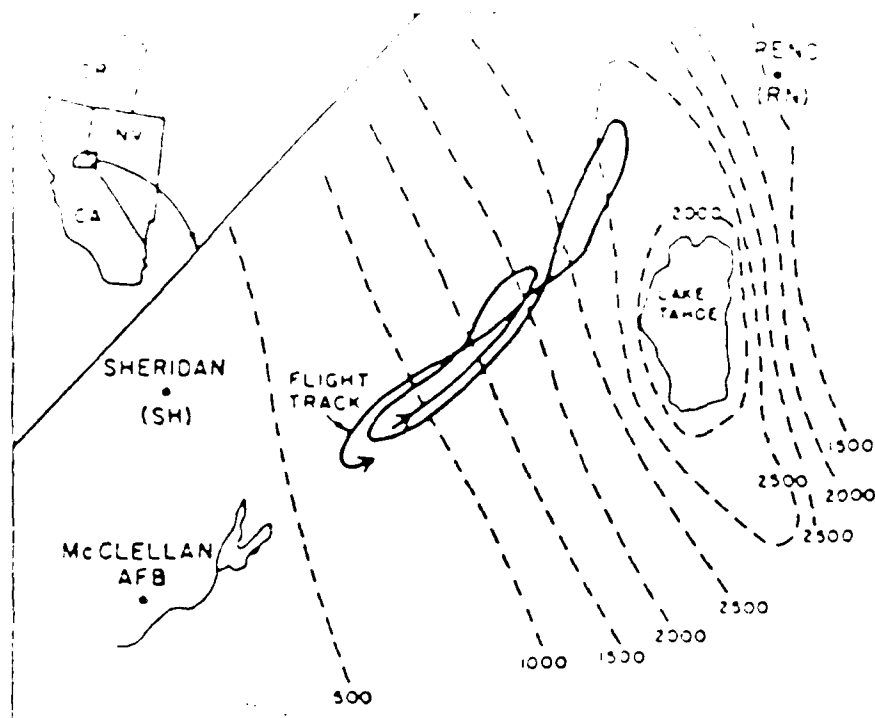 RENO
(RN)
NV
CA
2000
LAKE
TAHOE
SHERIDAN
(SH)
FLIGHT
TRACK
McCLELLAN
AFB
1500
2500
2000
2500
2500
2000
1500
1000
500